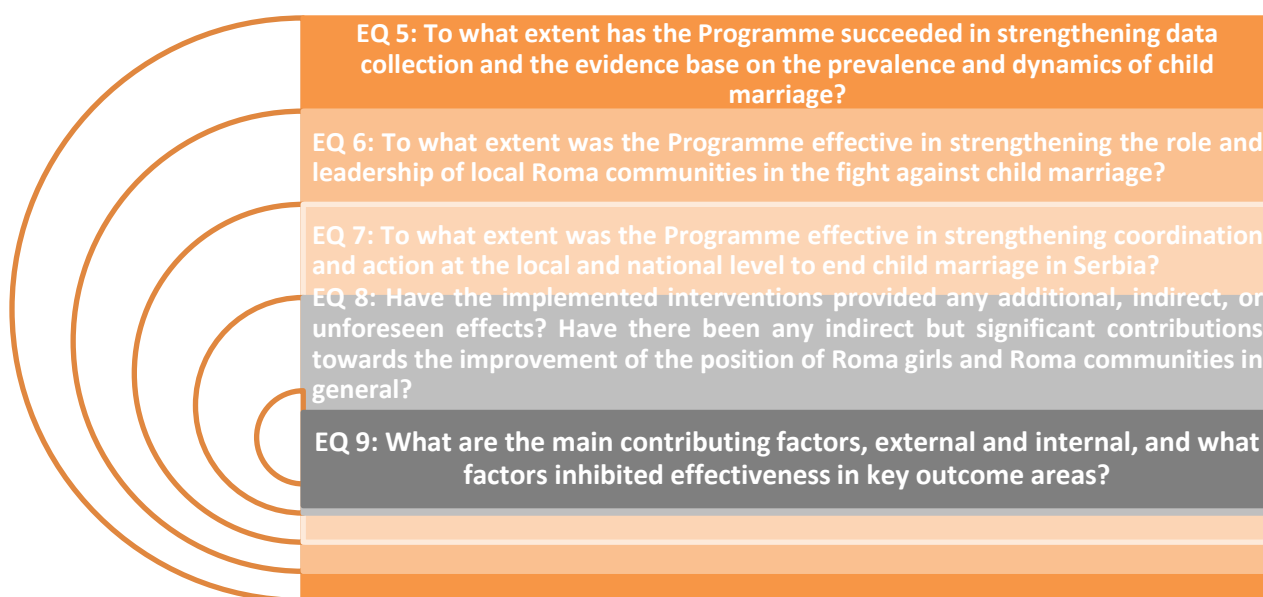 EQ 5: To what extent has the Programme succeeded in strengthening data
collection and the evidence base on the prevalence and dynamics of child
marriage?
EQ 6: To what extent was the Programme effective in strengthening the role and
leadership of local Roma communities in the fight against child marriage?
EQ 7: To what extent was the Programme effective in strengthening coordination
and action at the local and national level to end child marriage in Serbia?
EQ 8: Have the implemented interventions provided any additional, indirect, or
unforeseen effects? Have there been any indirect but significant contributions
towards the improvement of the position of Roma girls and Roma communities in
general?
EQ 9: What are the main contributing factors, external and internal, and what
factors inhibited effectiveness in key outcome areas?